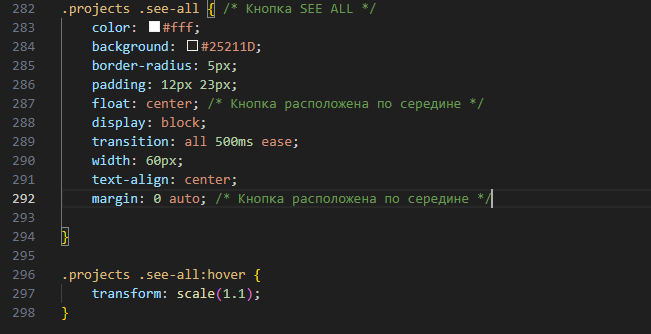 282 .projects .see-all { /* Кнопка SEE ALL */
283 color: #fff;
284 background: #25211D;
285 border-radius: 5px;
286 padding: 12px 23px;
287 float: center; /* Кнопка расположена по середине */
288 display: block;
289 transition: all 500ms ease;
290 width: 60px;
291 text-align: center;
292 margin: 0 auto; /* Кнопка расположена по середине */
293
294 }
295
296 .projects .see-all:hover {
297 transform: scale(1.1);
298 }